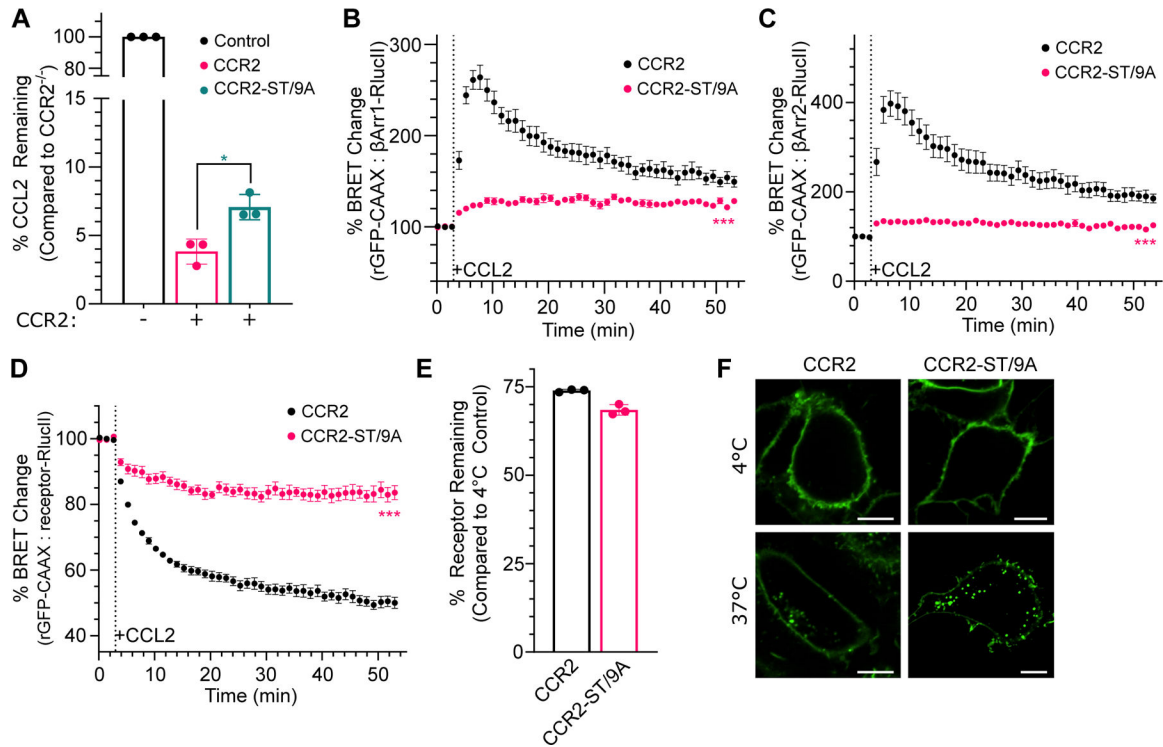 A
% CCL2 Remaining
(Compared to CCR2-/-)
100
80
15
10
5
0
Control
CCR2
CCR2-ST/9A
*
CCR2:
-
+
+
B
% BRET Change
(rGFP-CAAX : βArr1-RlucII)
300
200
100
CCR2
CCR2-ST/9A
***
+CCL2
0
10
20
30
40
50
Time (min)
C
% BRET Change
(rGFP-CAAX : βArr2-RlucII)
400
200
0
CCR2
CCR2-ST/9A
***
+CCL2
0
10
20
30
40
50
Time (min)
D
% BRET Change
(rGFP-CAAX : receptor-RlucII)
100
80
60
40
CCR2
CCR2-ST/9A
***
+CCL2
0
10
20
30
40
50
Time (min)
E
% Receptor Remaining
(Compared to 4°C Control)
75
50
25
0
CCR2
CCR2-ST/9A
F
CCR2
CCR2-ST/9A
4°C
37°C